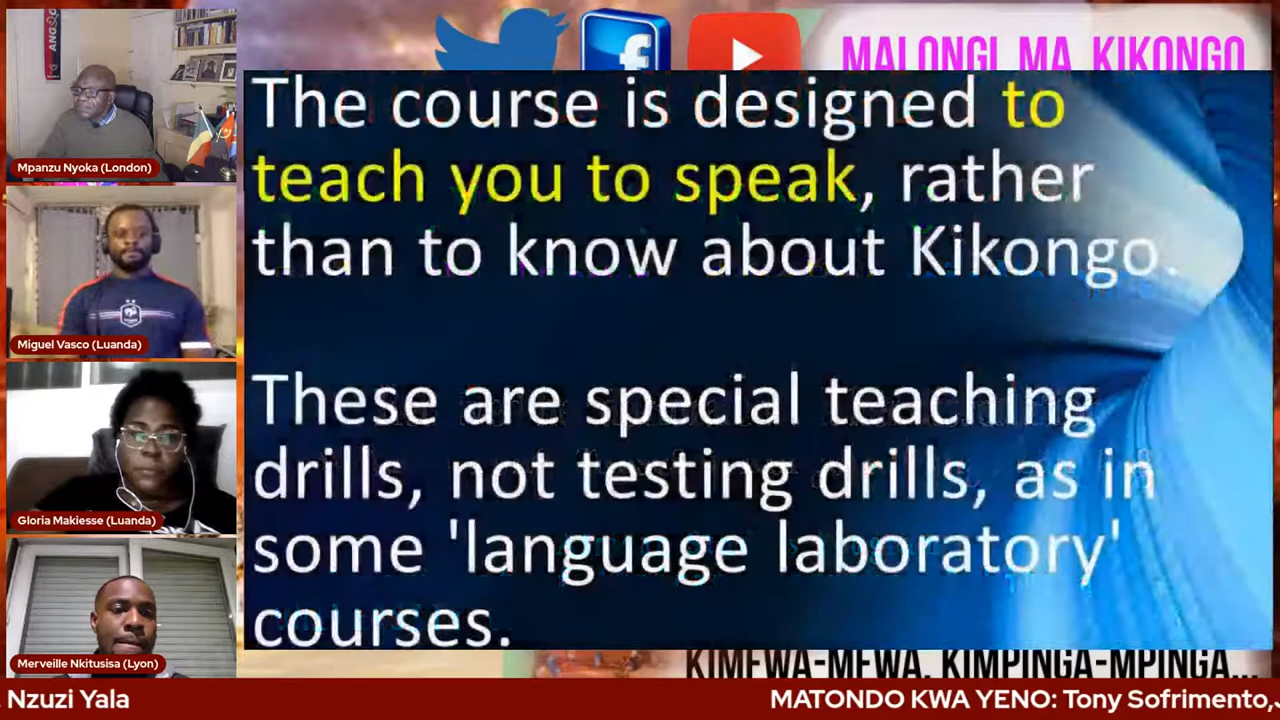 ANGO
MALONGI MA KIKONGO
The course is designed to
teach you to speak, rather
than to know about Kikongo.
These are special teaching
drills, not testing drills, as in
some 'language laboratory'
courses.
Mpanzu Nyoka (London)
Miguel Vasco (Luanda)
Gloria Makiesse (Luanda)
Merveille Nkitusisa (Lyon)
KIMFWA-MFWA, KIMPINGA-MPINGA...
Nzuzi Yala
MATONDO KWA YENO: Tony Sofrimento,